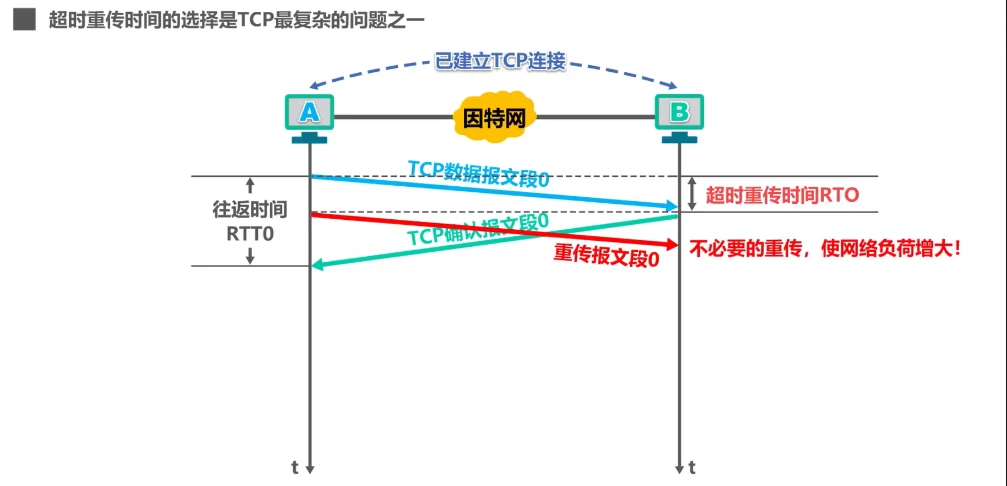 超时重传时间的选择是TCP最复杂的问题之一
已建立TCP连接
A
因特网
B
TCP数据报文段0
往返时间
RTT0
超时重传时间RTO
TCP确认报文段0
重传报文段0
不必要的重传，使网络负荷增大！
t
t